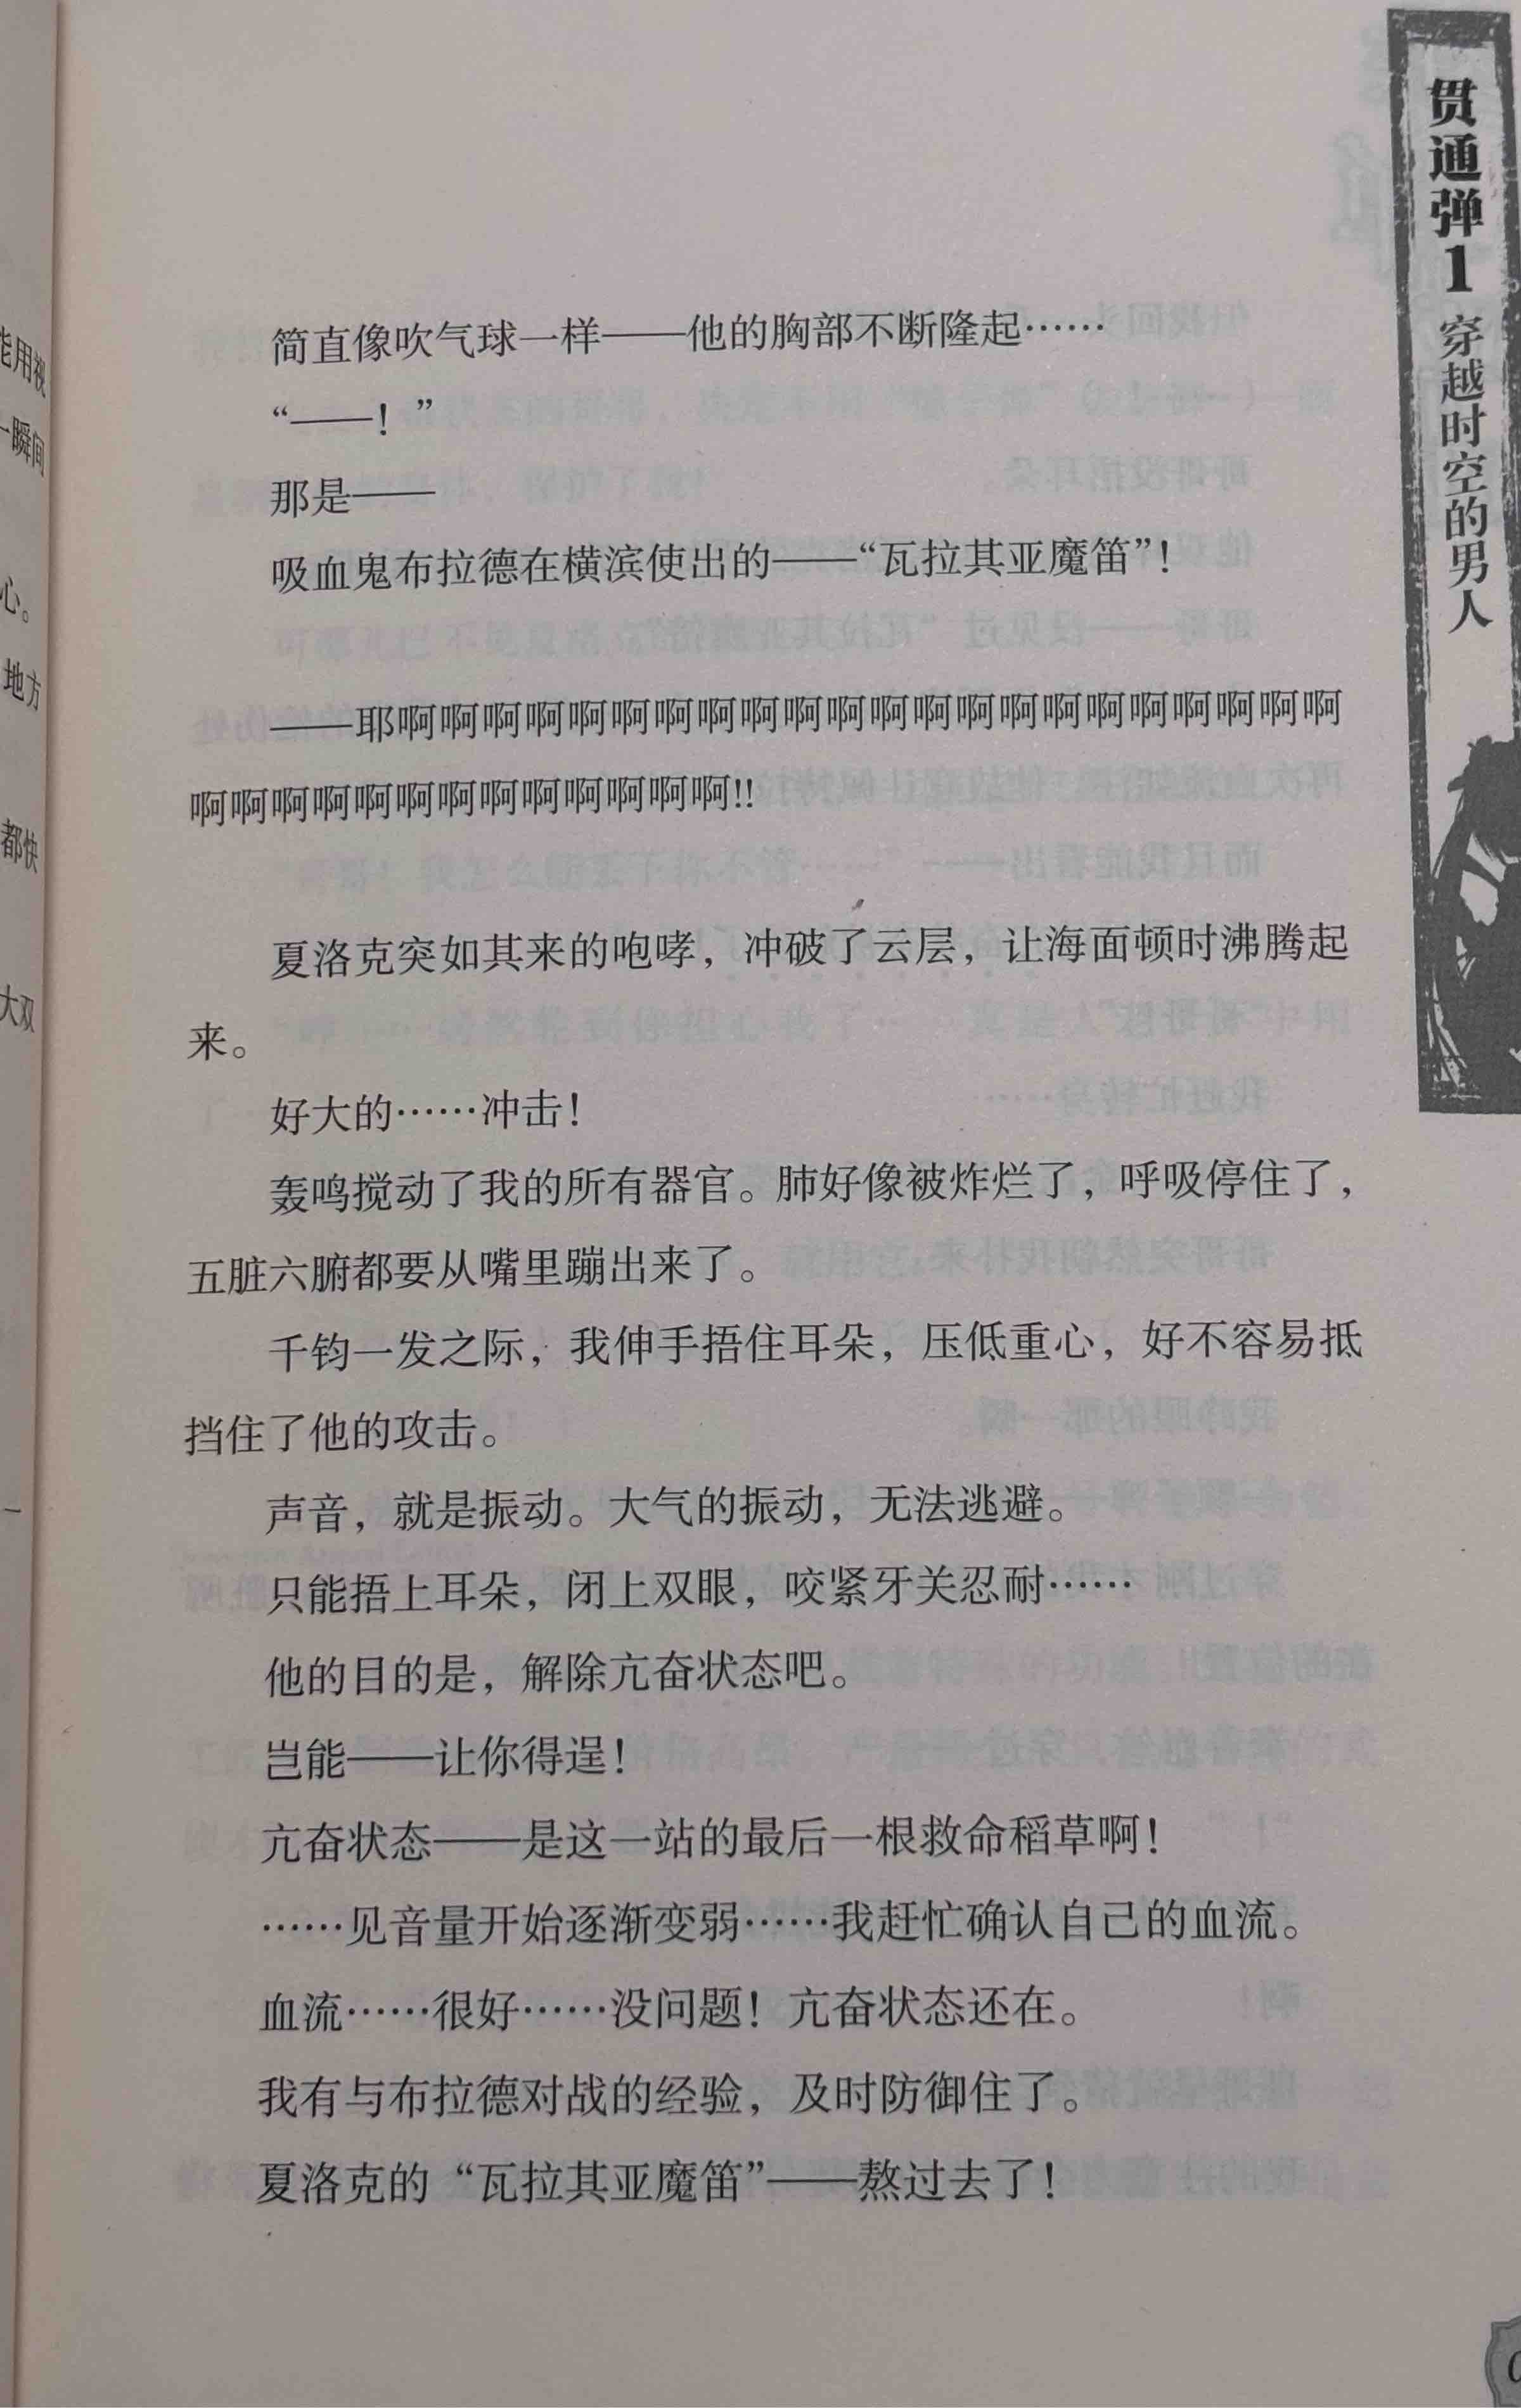 简直像吹气球一样——他的胸部不断隆起……
“——！”
那是——
吸血鬼布拉德在横滨使出的——“瓦拉其亚魔笛”！
——耶啊啊啊啊啊啊啊啊啊啊啊啊啊啊啊啊啊啊啊啊啊啊
啊啊啊啊啊啊啊啊啊啊啊啊啊!!
夏洛克突如其来的咆哮，冲破了云层，让海面顿时沸腾起
来。
好大的……冲击！
轰鸣搅动了我的所有器官。肺好像被炸烂了，呼吸停住了，
五脏六腑都要从嘴里蹦出来了。
千钧一发之际，我伸手捂住耳朵，压低重心，好不容易抵
挡住了他的攻击。
声音，就是振动。大气的振动，无法逃避。
只能捂上耳朵，闭上双眼，咬紧牙关忍耐……
他的目的是，解除亢奋状态吧。
岂能——让你得逞！
亢奋状态——是这一站的最后一根救命稻草啊！
……见音量开始逐渐变弱……我赶忙确认自己的血流。
血流……很好……没问题！亢奋状态还在。
我有与布拉德对战的经验，及时防御住了。
夏洛克的“瓦拉其亚魔笛”——熬过去了！
贯通弹1 穿越时空的男人
能用视
一瞬间
心。
地方
都快
大双